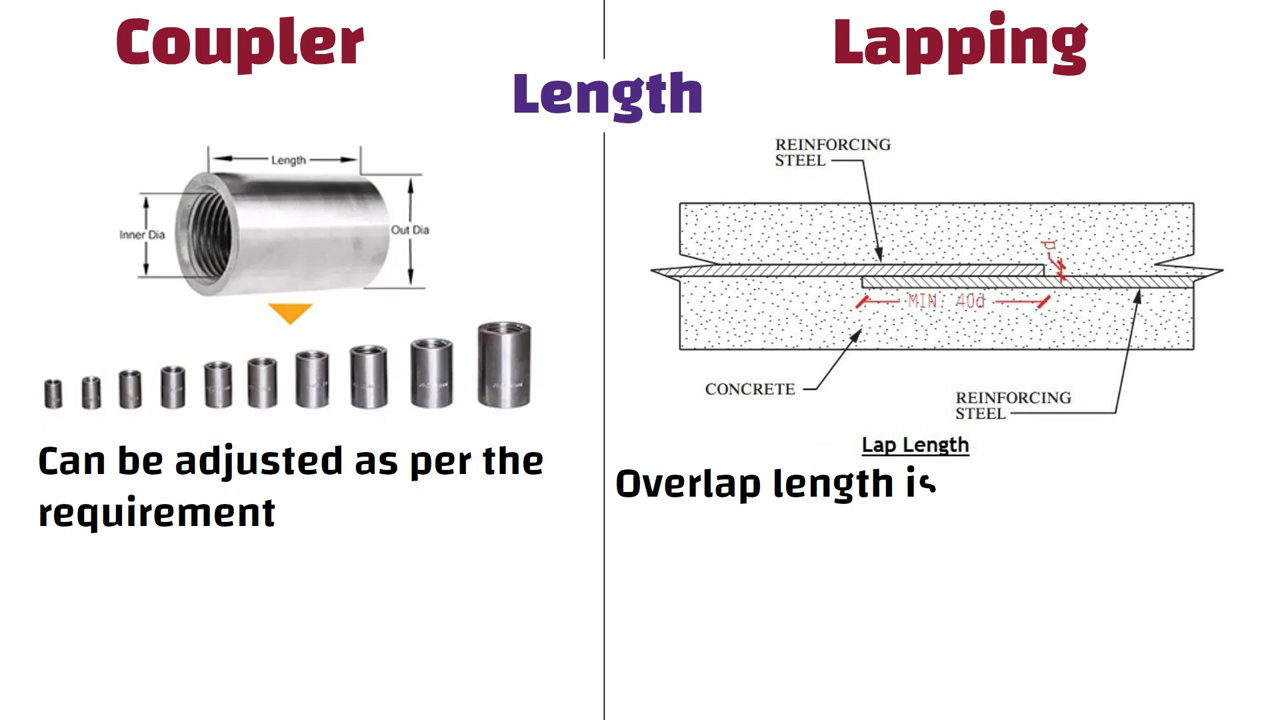 Coupler
Lapping
Length
Length
Inner Dia
Out Dia
Can be adjusted as per the
requirement
REINFORCING
STEEL
d
MIN. 40d
CONCRETE
REINFORCING
STEEL
Lap Length
Overlap length is